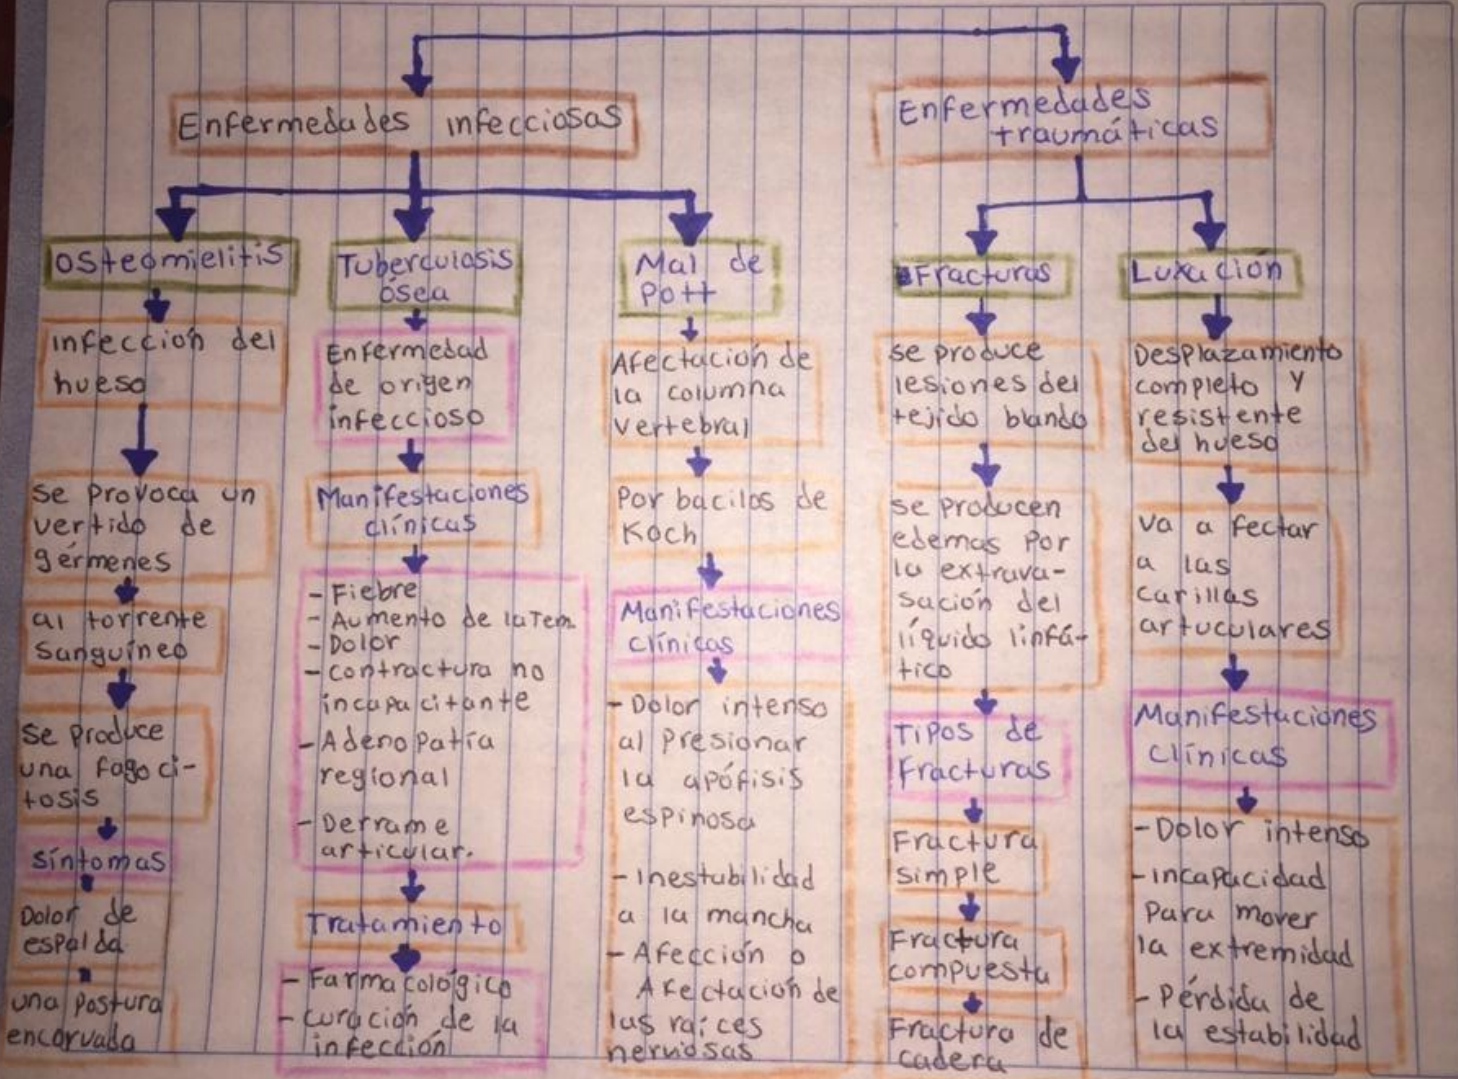 Enfermedades infecciosas
Osteomielitis
infección del
hueso
se provoca un
vertido de
gérmenes
al torrente
sanguíneo
se produce
una fagoci-
tosis
síntomas
Dolor de
espalda
una postura
encorvada
Tuberculosis
ósea
Enfermedad
de origen
infeccioso
Manifestaciones
clínicas
- Fiebre
- Aumento de la Tem
- Dolor
- contractura no
incapacitante
- Adenopatía
regional
- Derrame
articular.
Tratamiento
- Farmacológico
- curación de la
infección
Mal de
Pott
Afectación de
la columna
vertebral
Por bacilos de
Koch
Manifestaciones
clínicas
- Dolor intenso
al presionar
la apófisis
espinosa
- Inestabilidad
a la mancha
- Afección o
Afectación de
las raíces
nerviosas
Enfermedades
traumáticas
Fracturas
se produce
lesiones del
tejido blando
se producen
edemas por
la extrava-
sación del
líquido linfá-
tico
Tipos de
fracturas
Fractura
simple
Fractura
compuesta
Fractura de
cadera
Luxación
Desplazamiento
completo y
resistente
del hueso
va a fectar
a las
carillas
artuculares
Manifestaciones
clínicas
- Dolor intenso
- incapacidad
para mover
la extremidad
- Pérdida de
la estabilidad